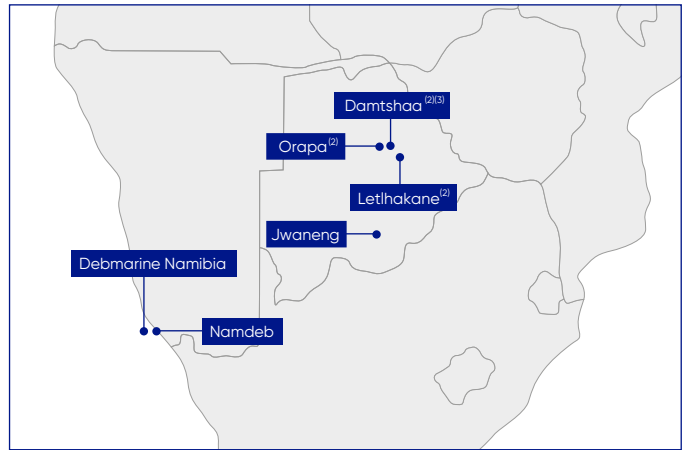 Damtshaa (2)(3)
Orapa (2)
Letlhakane (2)
Jwaneng
Debmarine Namibia
Namdeb